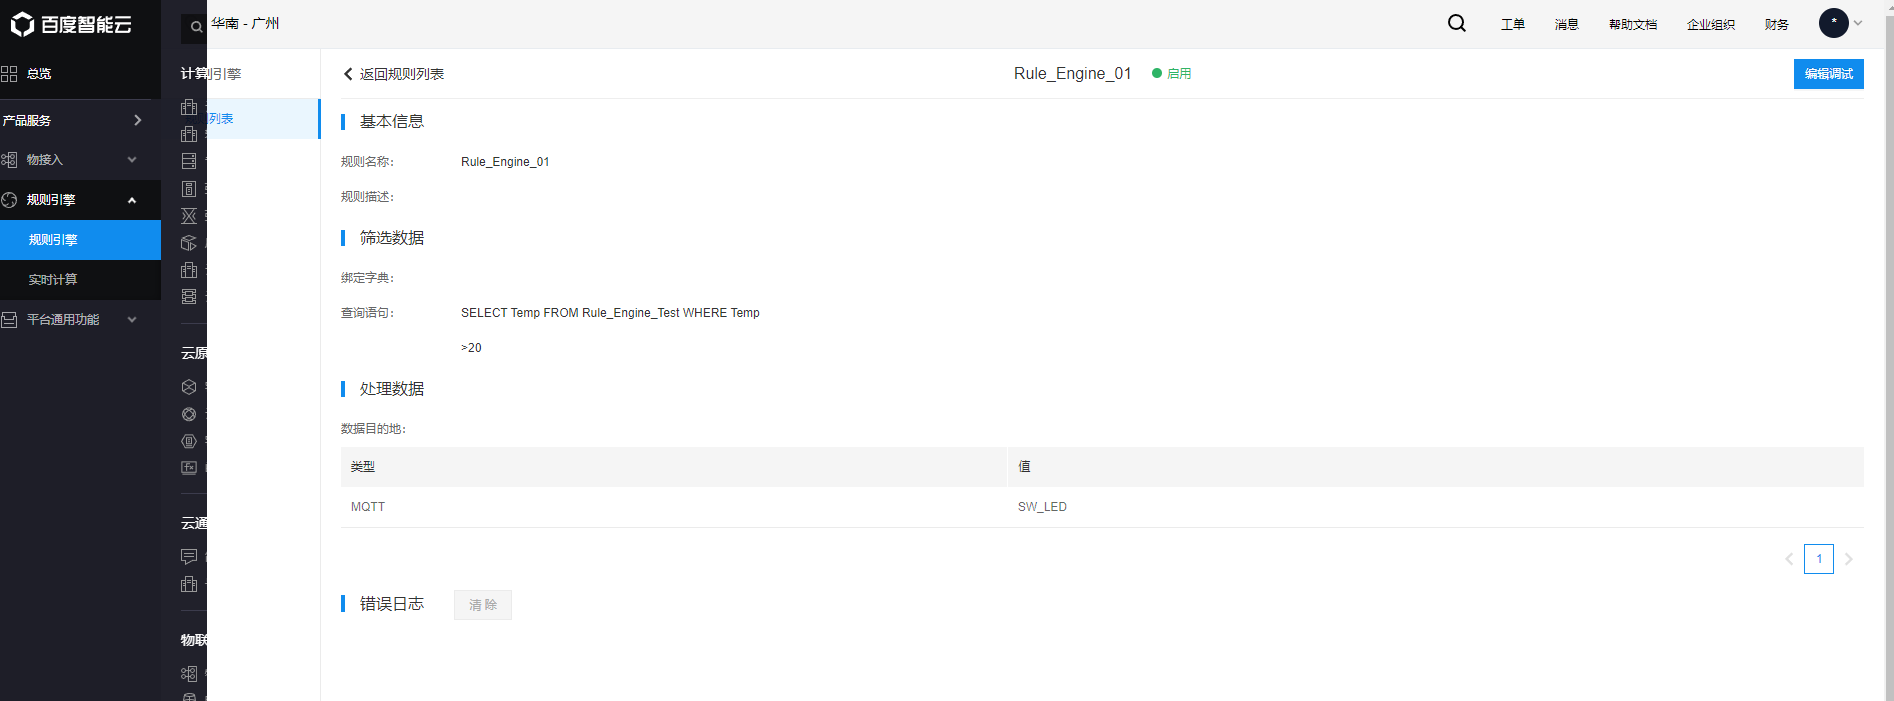 百度智能云
总览
产品服务
物接入
规则引擎
规则引擎
实时计算
平台通用功能
计算
云原
云通
物联
华南 - 广州
工单
消息
帮助文档
企业组织
财务
*
引擎
列表
返回规则列表
Rule_Engine_01
启用
编辑调试
基本信息
规则名称:
Rule_Engine_01
规则描述:
筛选数据
绑定字典:
查询语句:
SELECT Temp FROM Rule_Engine_Test WHERE Temp
>20
处理数据
数据目的地:
类型
值
MQTT
SW_LED
1
错误日志
清除